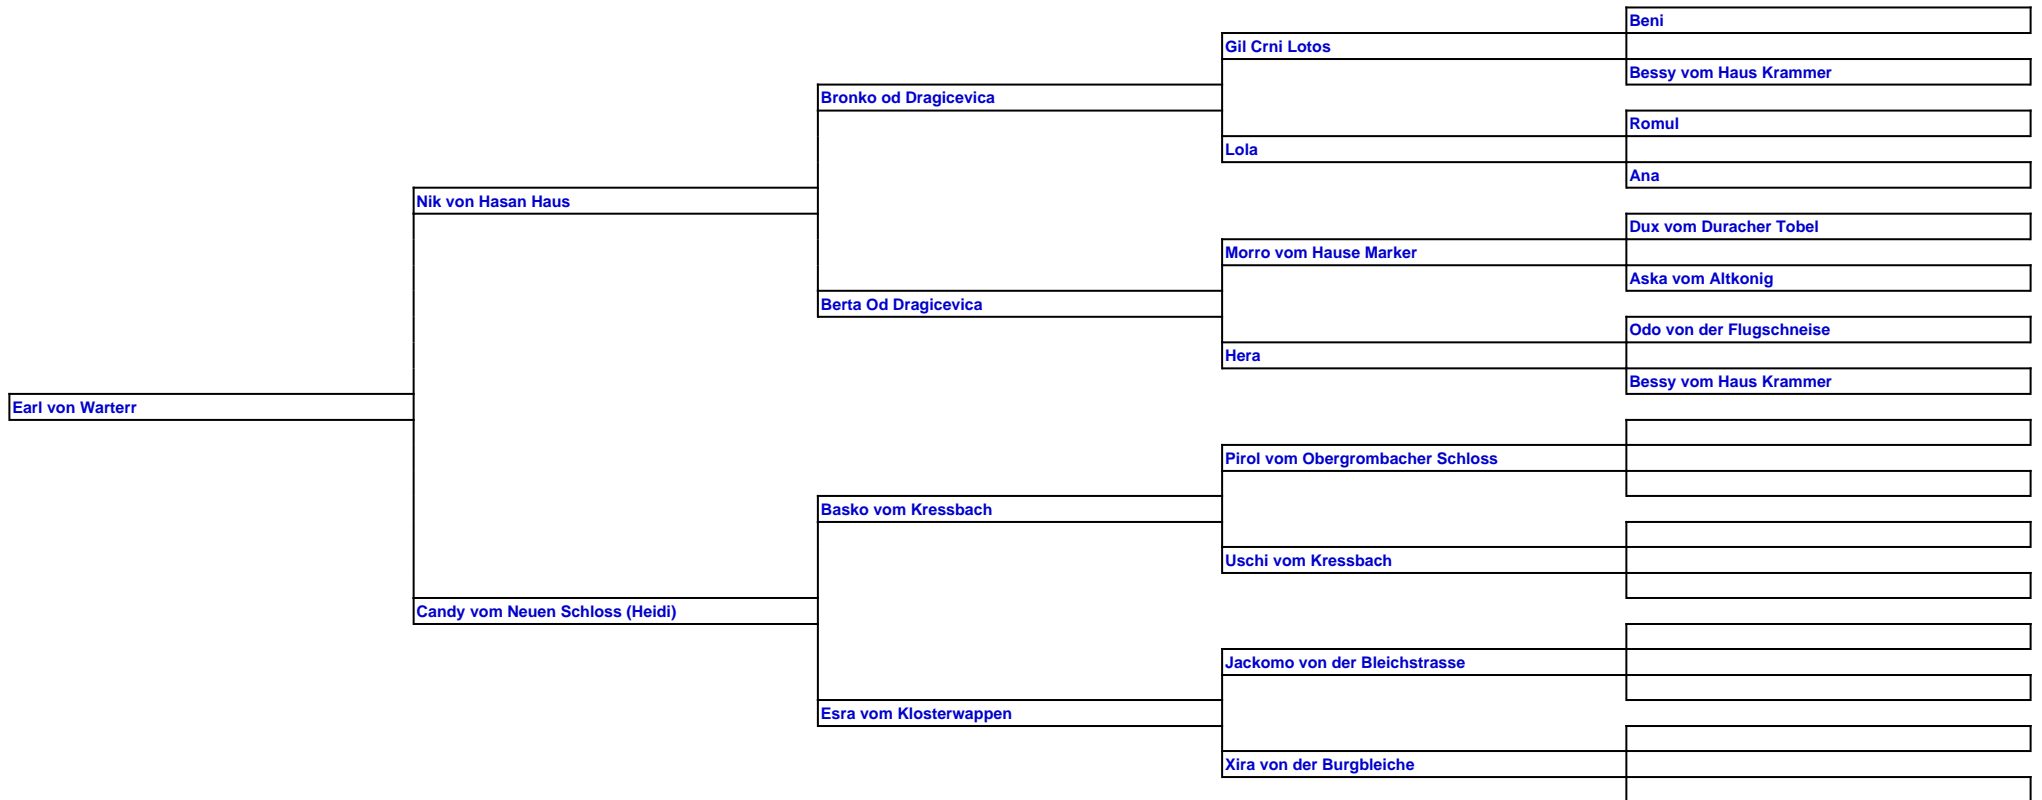 Beni
Gil Crni Lotos
Bessy vom Haus Krammer
Bronko od Dragicevica
Romul
Lola
Ana
Nik von Hasan Haus
Dux vom Duracher Tobel
Morro vom Hause Marker
Aska vom Altkonig
Berta Od Dragicevica
Odo von der Flugschneise
Hera
Bessy vom Haus Krammer
Earl von Warterr
Pirol vom Obergrombacher Schloss
Basko vom Kressbach
Uschi vom Kressbach
Candy vom Neuen Schloss (Heidi)
Jackomo von der Bleichstrasse
Esra vom Klosterwappen
Xira von der Burgbleiche